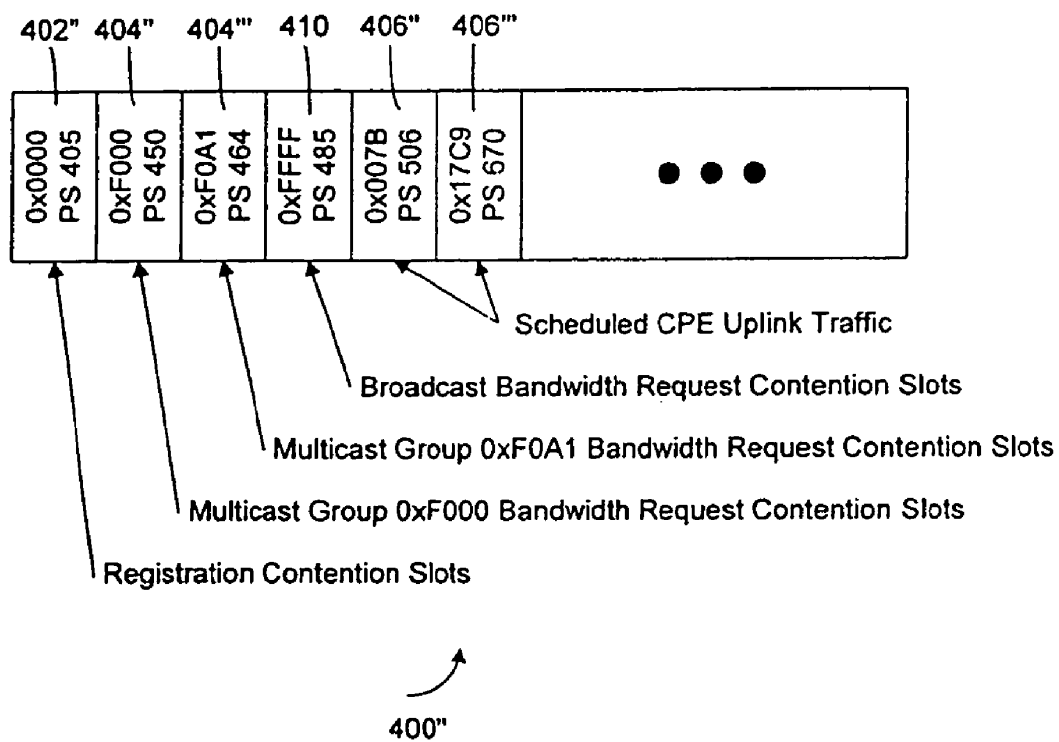 402" 404" 404''' 410 406" 406'''
0x0000
PS 405
0xF000
PS 450
0xF0A1
PS 464
0xFFFF
PS 485
0x007B
PS 506
0x17C9
PS 670
Scheduled CPE Uplink Traffic
Broadcast Bandwidth Request Contention Slots
Multicast Group 0xF0A1 Bandwidth Request Contention Slots
Multicast Group 0xF000 Bandwidth Request Contention Slots
Registration Contention Slots
400"